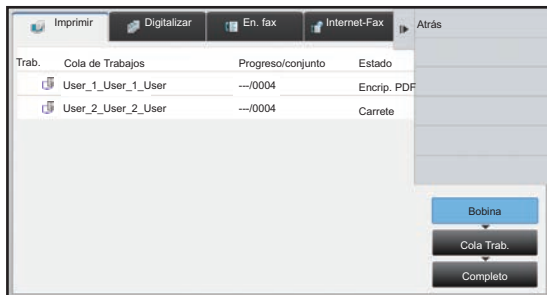 Imprimir Digitalizar En. fax Internet-Fax Atrás
Trab. Cola de Trabajos Progreso/conjunto Estado
User_1_User_1_User ---/0004 Encrip. PDF
User_2_User_2_User ---/0004 Carrete
Bobina
Cola Trab.
Completo